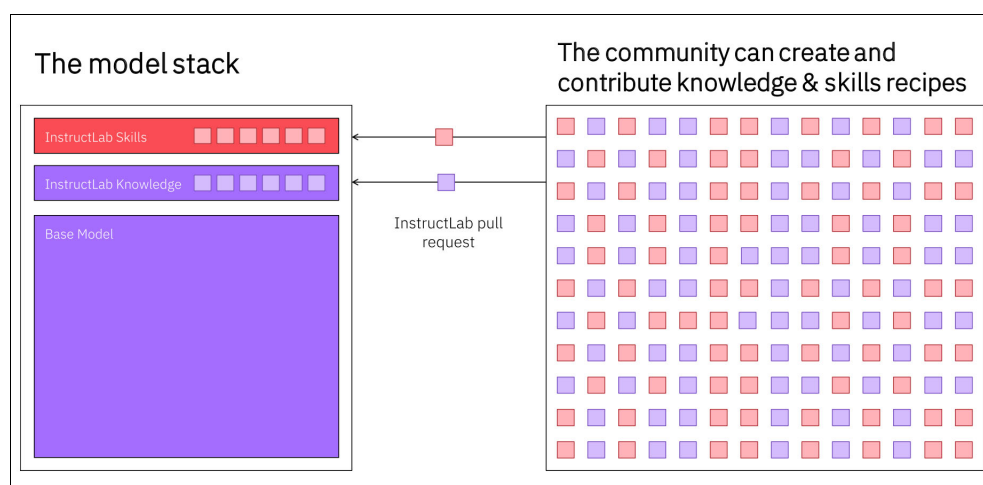 The model stack
The community can create and
contribute knowledge & skills recipes
InstructLab Skills
InstructLab Knowledge
Base Model
InstructLab pull
request